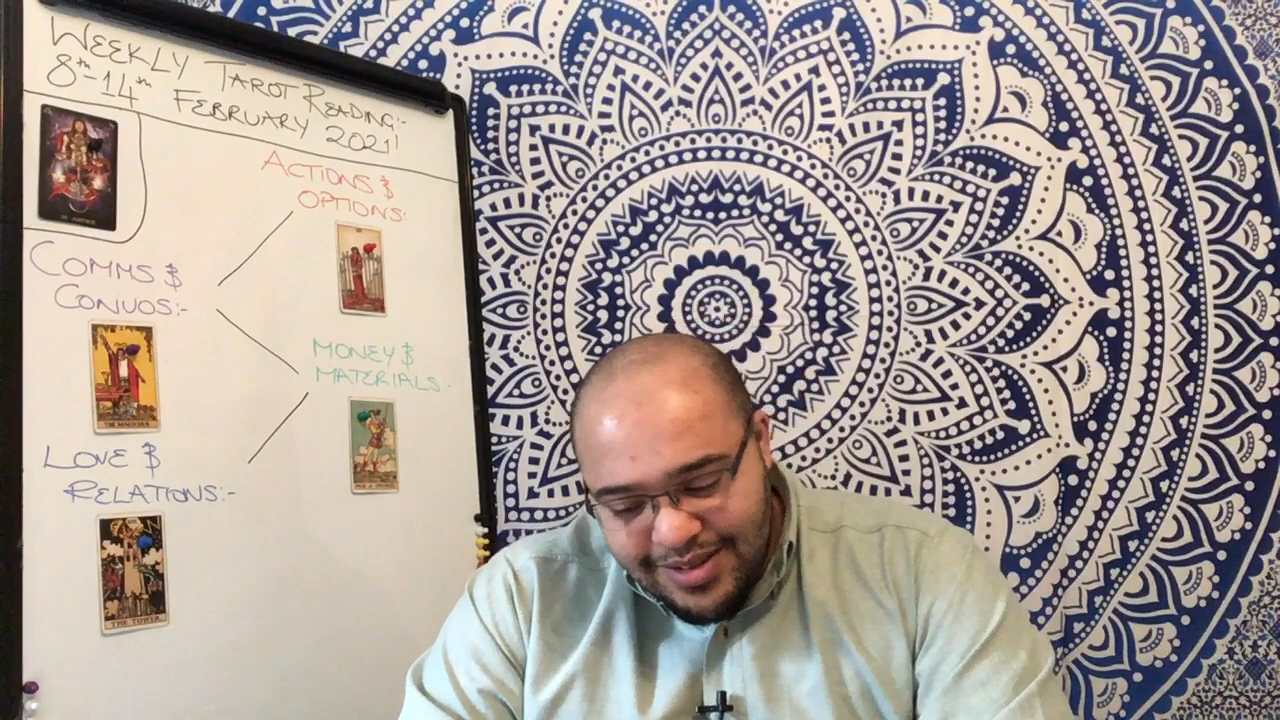 WEEKLY TAROT READING:-
8th-14th FEBRUARY 2021
ACTIONS &
OPTIONS:
COMMS &
CONVOS:-
MONEY &
MATERIALS:-
THE MAGICIAN
LOVE &
RELATIONS:-
THE TOWER